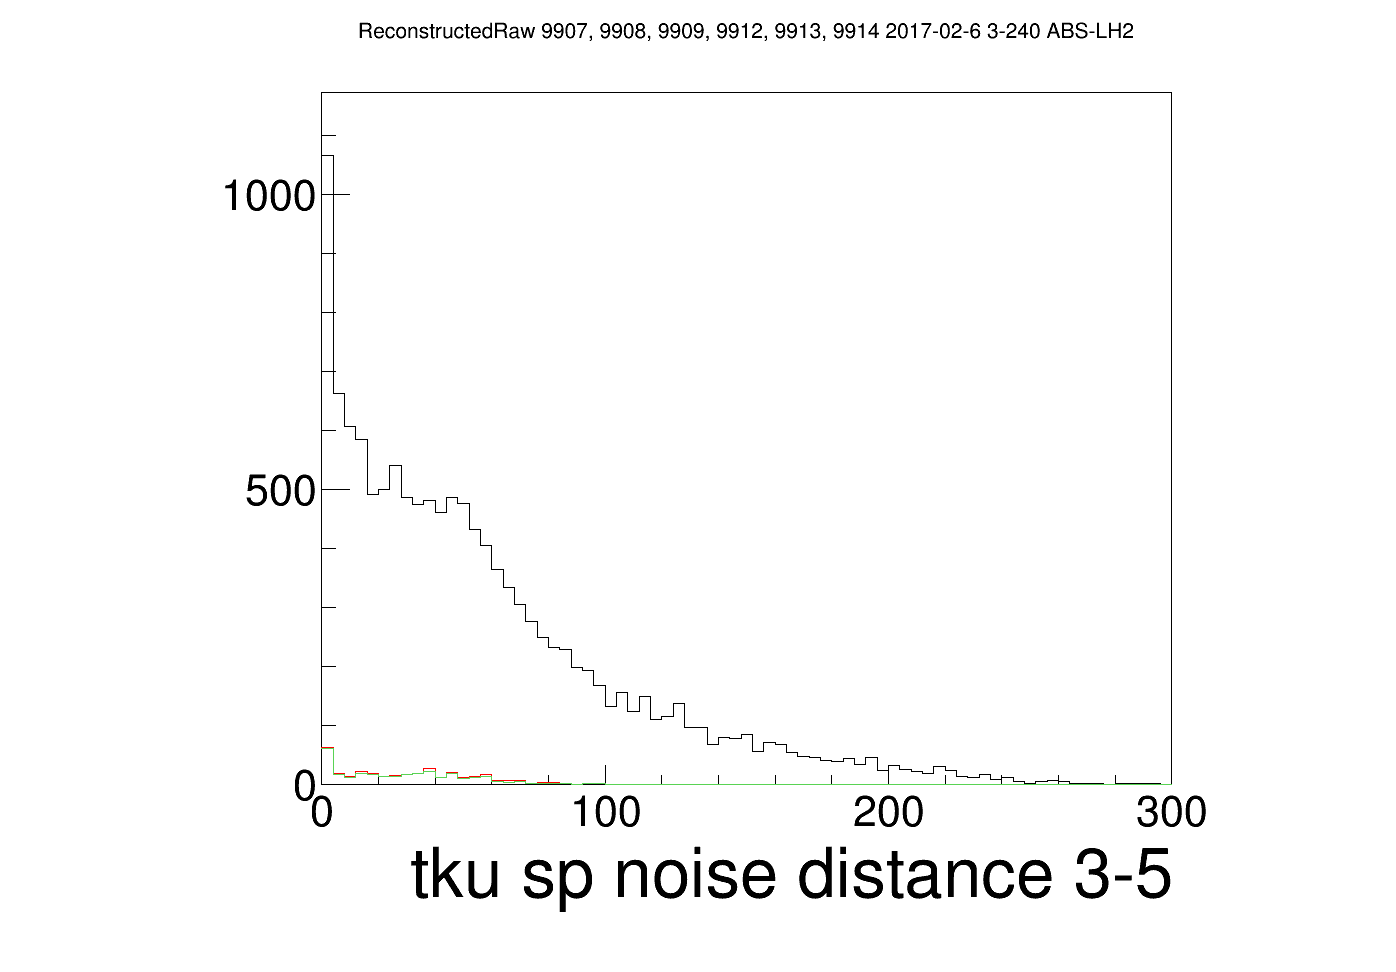 ReconstructedRaw 9907, 9908, 9909, 9912, 9913, 9914 2017-02-6 3-240 ABS-LH2
1000
500
0
0 100 200 300
tku sp noise distance 3-5